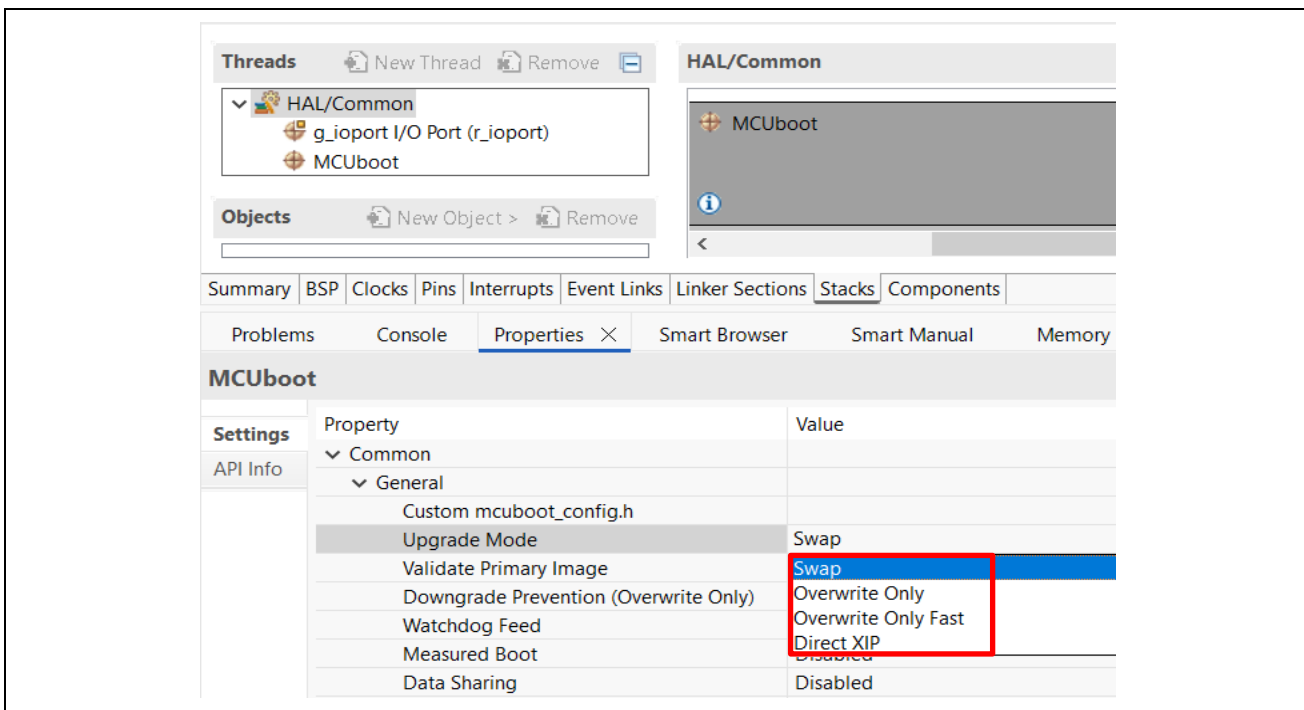 Threads New Thread Remove
HAL/Common
g_ioport I/O Port (r_ioport)
MCUboot
Objects New Object > Remove
HAL/Common
MCUboot
Summary BSP Clocks Pins Interrupts Event Links Linker Sections Stacks Components
Problems Console Properties Smart Browser Smart Manual Memory
MCUboot
Settings
API Info
Property Value
Common
General
Custom mcuboot_config.h
Upgrade Mode Swap
Validate Primary Image Swap
Downgrade Prevention (Overwrite Only) Overwrite Only
Watchdog Feed Overwrite Only Fast
Direct XIP
Measured Boot Disabled
Data Sharing Disabled